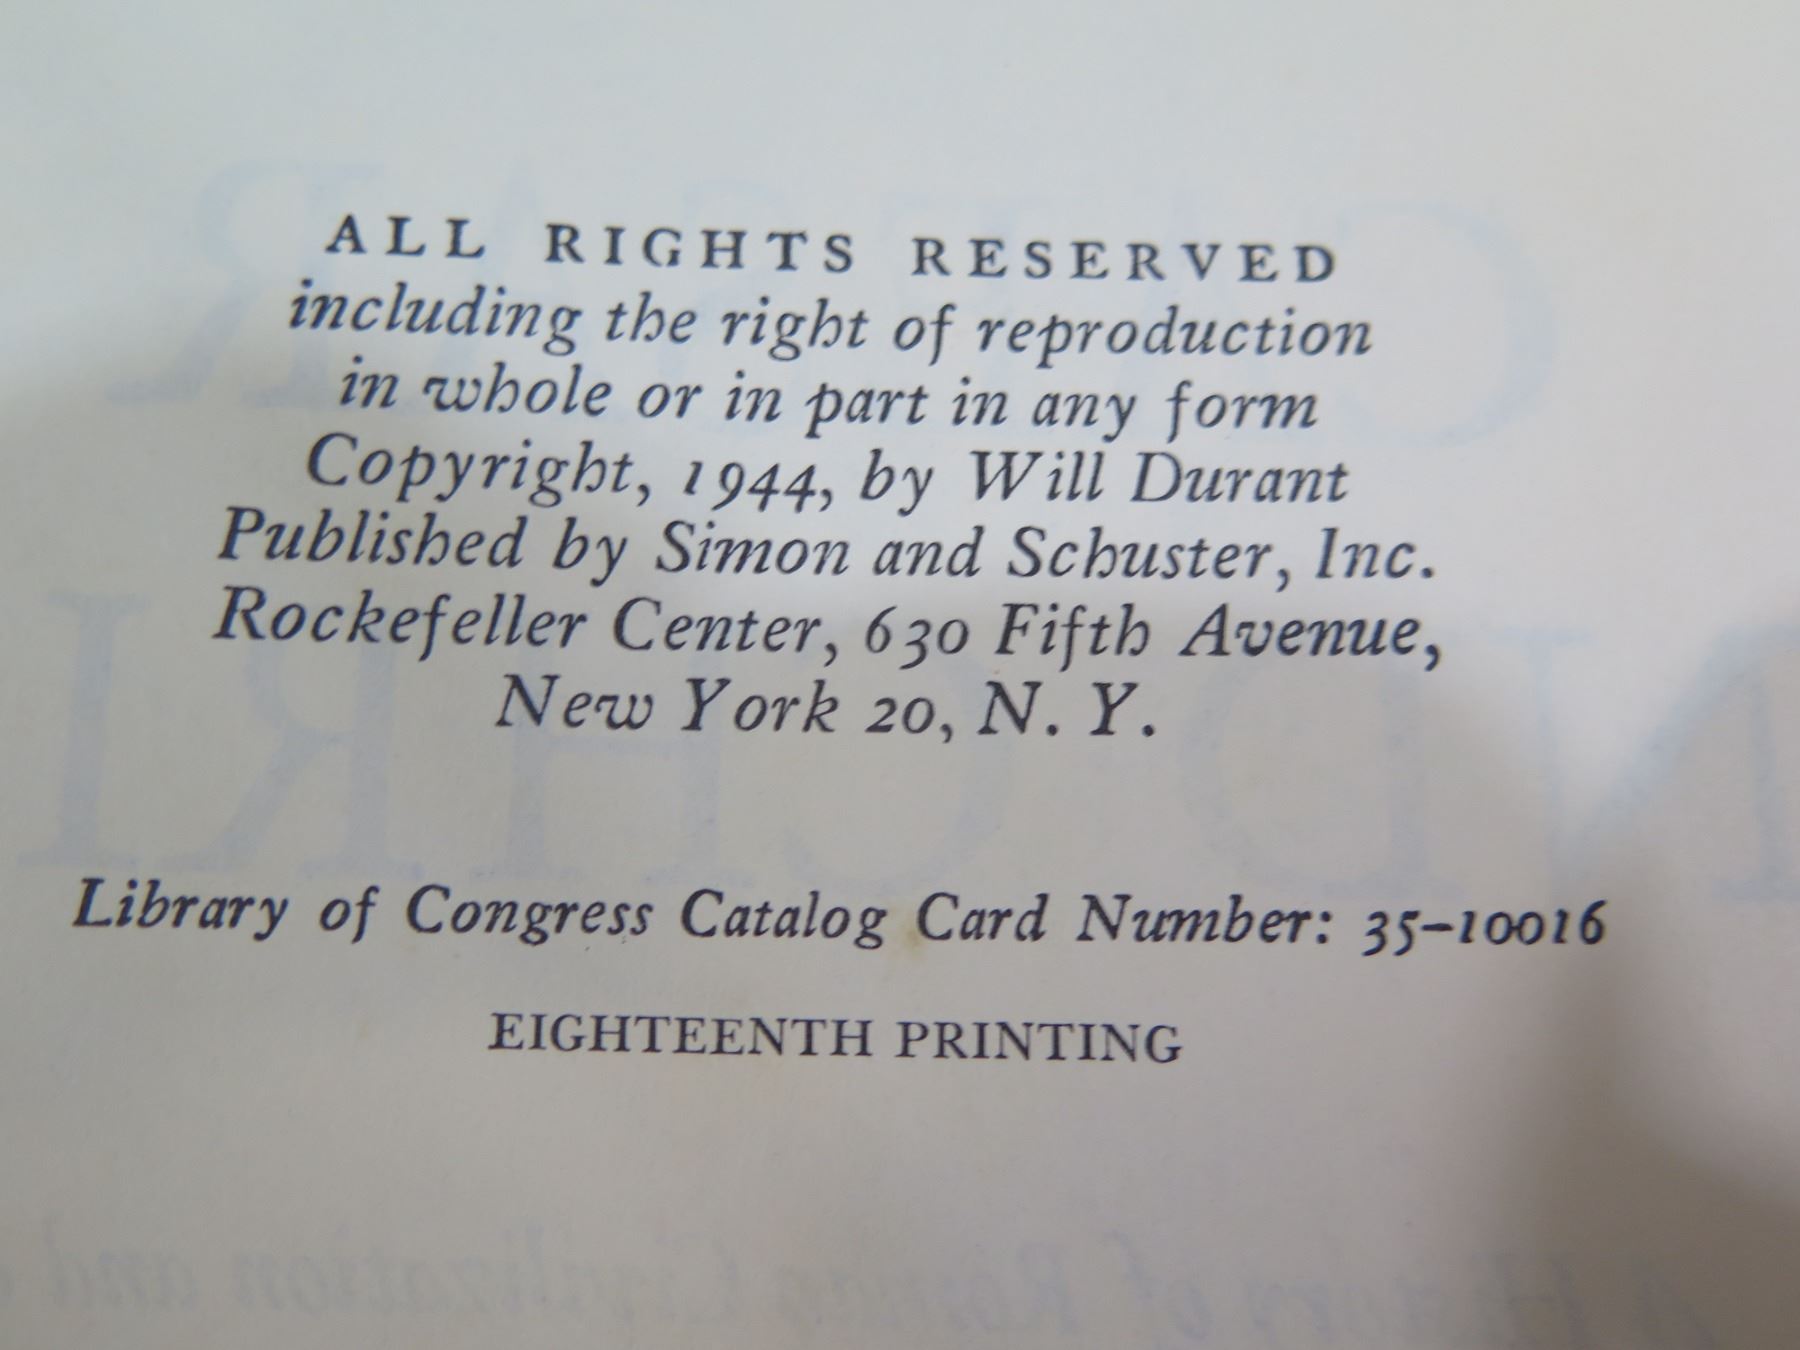 ALL RIGHTS RESERVED
including the right of reproduction
in whole or in part in any form
Copyright, 1944, by Will Durant
Published by Simon and Schuster, Inc.
Rockefeller Center, 630 Fifth Avenue,
New York 20, N. Y.
Library of Congress Catalog Card Number: 35-10016
EIGHTEENTH PRINTING